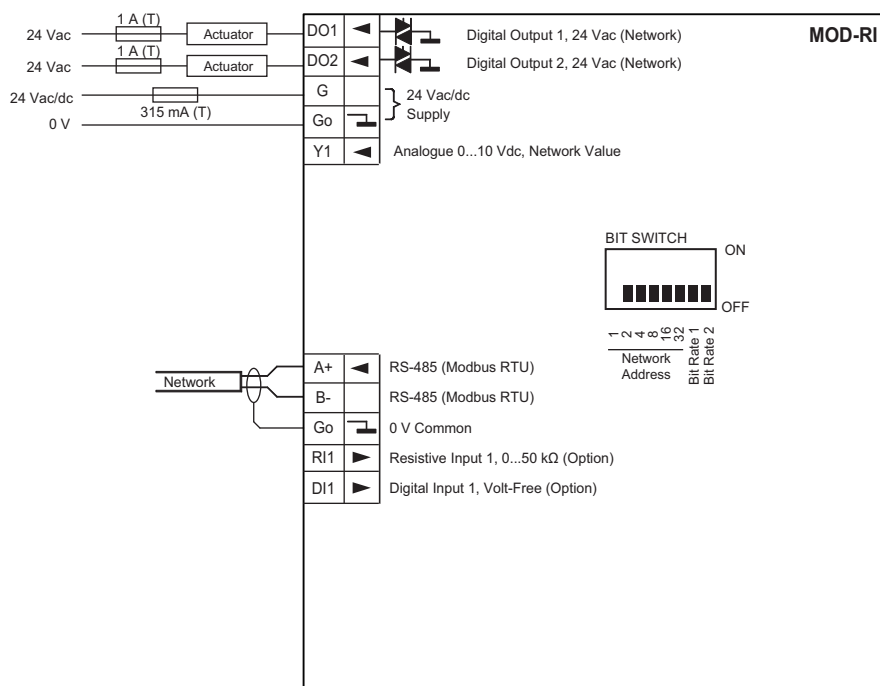 MOD-RI
24 Vac 1 A (T) Actuator DO1 Digital Output 1, 24 Vac (Network)
24 Vac 1 A (T) Actuator DO2 Digital Output 2, 24 Vac (Network)
24 Vac/dc 315 mA (T) G 24 Vac/dc
0 V Go Supply
Y1 Analogue 0...10 Vdc, Network Value
BIT SWITCH
ON
OFF
1 2 4 8 16 32 Bit Rate 1 Bit Rate 2
Network
Address
Network A+ RS-485 (Modbus RTU)
B- RS-485 (Modbus RTU)
Go 0 V Common
RI1 Resistive Input 1, 0...50 kΩ (Option)
DI1 Digital Input 1, Volt-Free (Option)